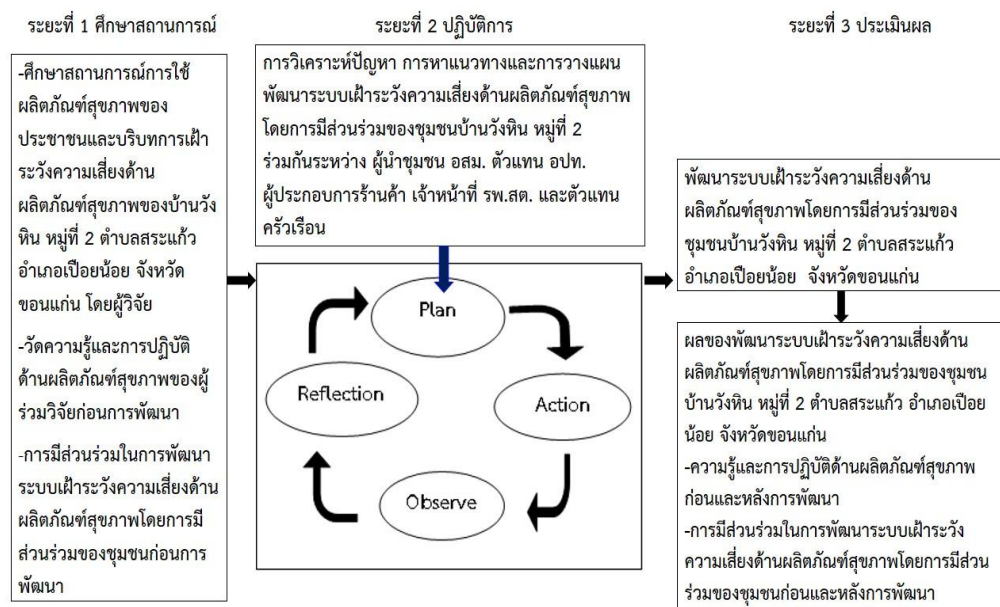 ระยะที่ 1 ศึกษาสถานการณ์
-ศึกษาสถานการณ์การใช้
ผลิตภัณฑ์สุขภาพของ
ประชาชนและบริบทการเฝ้า
ระวังความเสี่ยงด้าน
ผลิตภัณฑ์สุขภาพของบ้านวัง
หิน หมู่ที่ 2 ตำบลสระแก้ว
อำเภอเปือยน้อย จังหวัด
ขอนแก่น โดยผู้วิจัย
-วัดความรู้และการปฏิบัติ
ด้านผลิตภัณฑ์สุขภาพของผู้
ร่วมวิจัยก่อนการพัฒนา
-การมีส่วนร่วมในการพัฒนา
ระบบเฝ้าระวังความเสี่ยงด้าน
ผลิตภัณฑ์สุขภาพโดยการมี
ส่วนร่วมของชุมชนก่อนการ
พัฒนา
ระยะที่ 2 ปฏิบัติการ
การวิเคราะห์ปัญหา การหาแนวทางและการวางแผน
พัฒนาระบบเฝ้าระวังความเสี่ยงด้านผลิตภัณฑ์สุขภาพ
โดยการมีส่วนร่วมของชุมชนบ้านวังหิน หมู่ที่ 2
ร่วมกันระหว่าง ผู้นำชุมชน อสม. ตัวแทน อปท.
ผู้ประกอบการร้านค้า เจ้าหน้าที่ รพ.สต. และตัวแทน
ครัวเรือน
Plan
Action
Observe
Reflection
ระยะที่ 3 ประเมินผล
พัฒนาระบบเฝ้าระวังความเสี่ยงด้าน
ผลิตภัณฑ์สุขภาพโดยการมีส่วนร่วมของ
ชุมชนบ้านวังหิน หมู่ที่ 2 ตำบลสระแก้ว
อำเภอเปือยน้อย จังหวัดขอนแก่น
ผลของพัฒนาระบบเฝ้าระวังความเสี่ยงด้าน
ผลิตภัณฑ์สุขภาพโดยการมีส่วนร่วมของชุมชน
บ้านวังหิน หมู่ที่ 2 ตำบลสระแก้ว อำเภอเปือย
น้อย จังหวัดขอนแก่น
-ความรู้และการปฏิบัติด้านผลิตภัณฑ์สุขภาพ
ก่อนและหลังการพัฒนา
-การมีส่วนร่วมในการพัฒนาระบบเฝ้าระวัง
ความเสี่ยงด้านผลิตภัณฑ์สุขภาพโดยการมีส่วน
ร่วมของชุมชนก่อนและหลังการพัฒนา